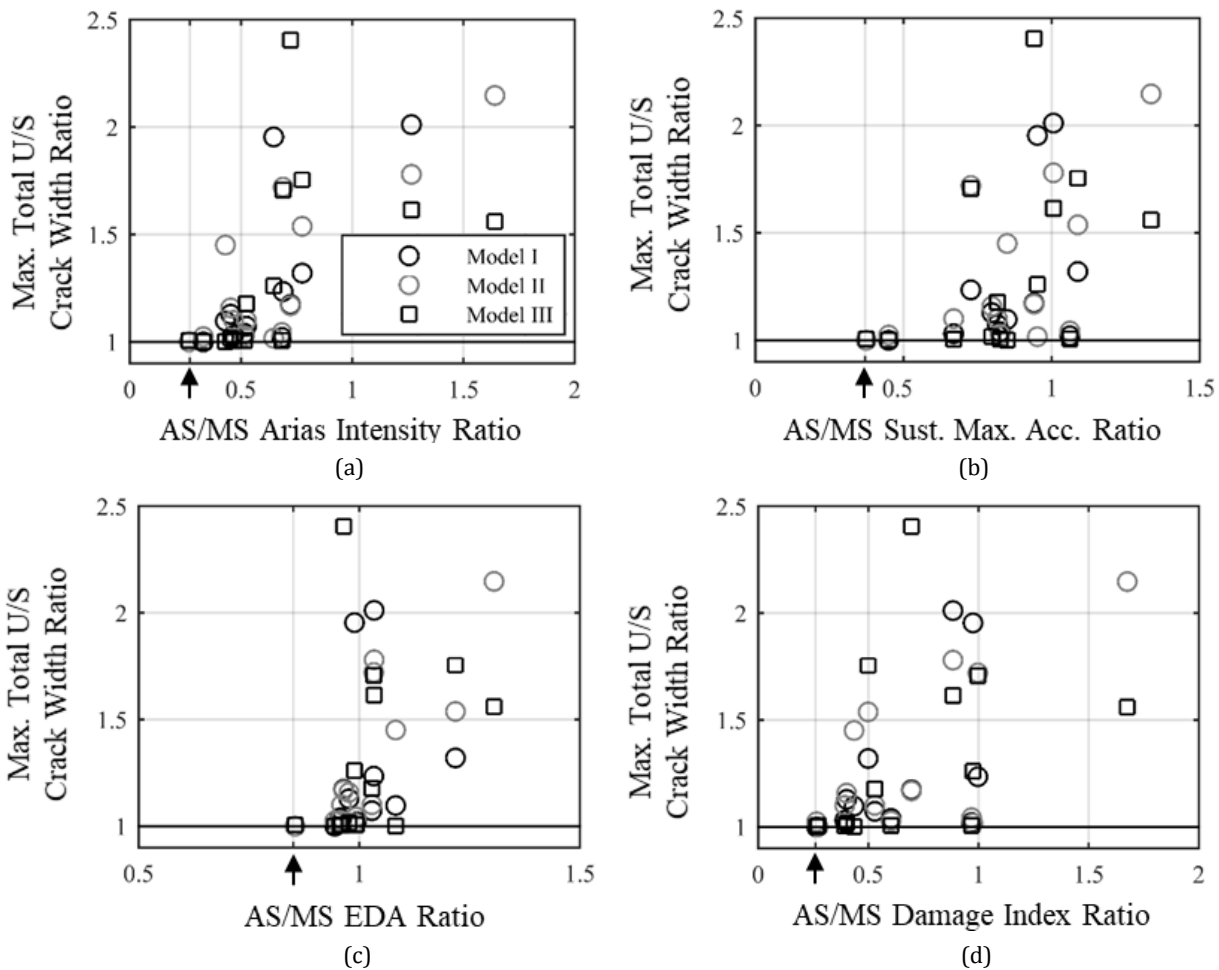 2.5
2
1.5
1
0
0.5
1
1.5
2
Max. Total U/S
Crack Width Ratio
Model I
Model II
Model III
AS/MS Arias Intensity Ratio
(a)
2.5
2
1.5
1
0
0.5
1
1.5
Max. Total U/S
Crack Width Ratio
AS/MS Sust. Max. Acc. Ratio
(b)
2.5
2
1.5
1
0.5
1
1.5
Max. Total U/S
Crack Width Ratio
AS/MS EDA Ratio
(c)
2.5
2
1.5
1
0
0.5
1
1.5
2
Max. Total U/S
Crack Width Ratio
AS/MS Damage Index Ratio
(d)